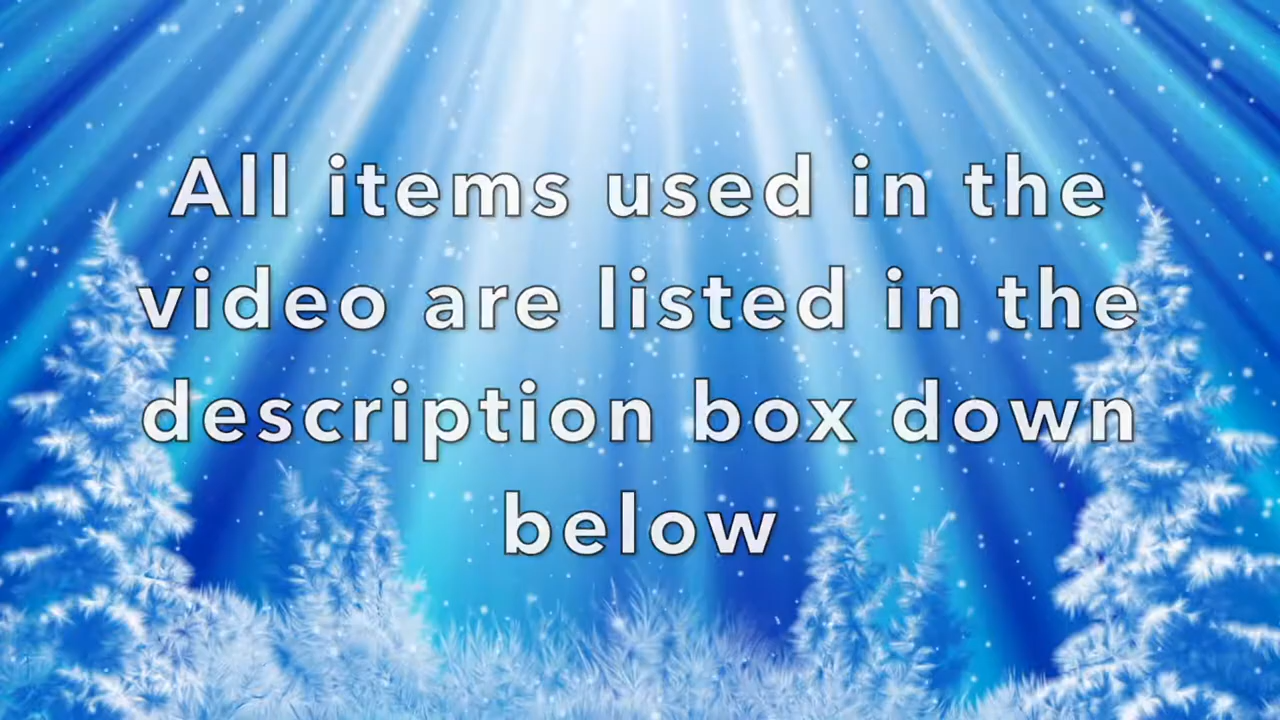 All items used in the
video are listed in the
description box down
below